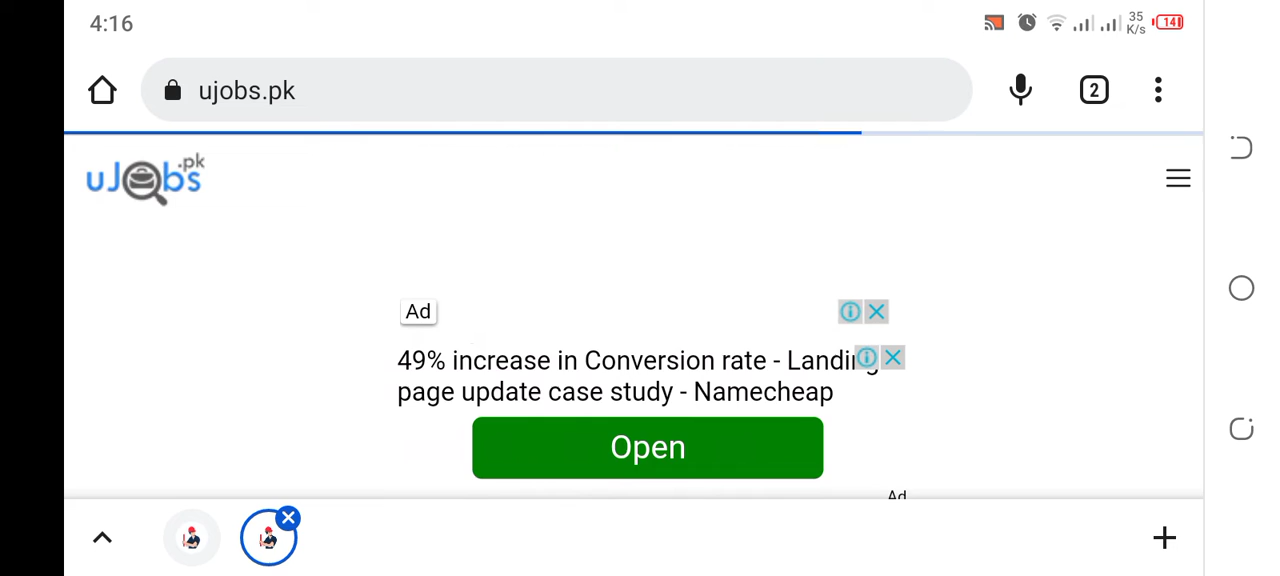 4:16
35
K/s
14
ujobs.pk
2
uJobs.pk
Ad
49% increase in Conversion rate - Landing
page update case study - Namecheap
Open
Ad